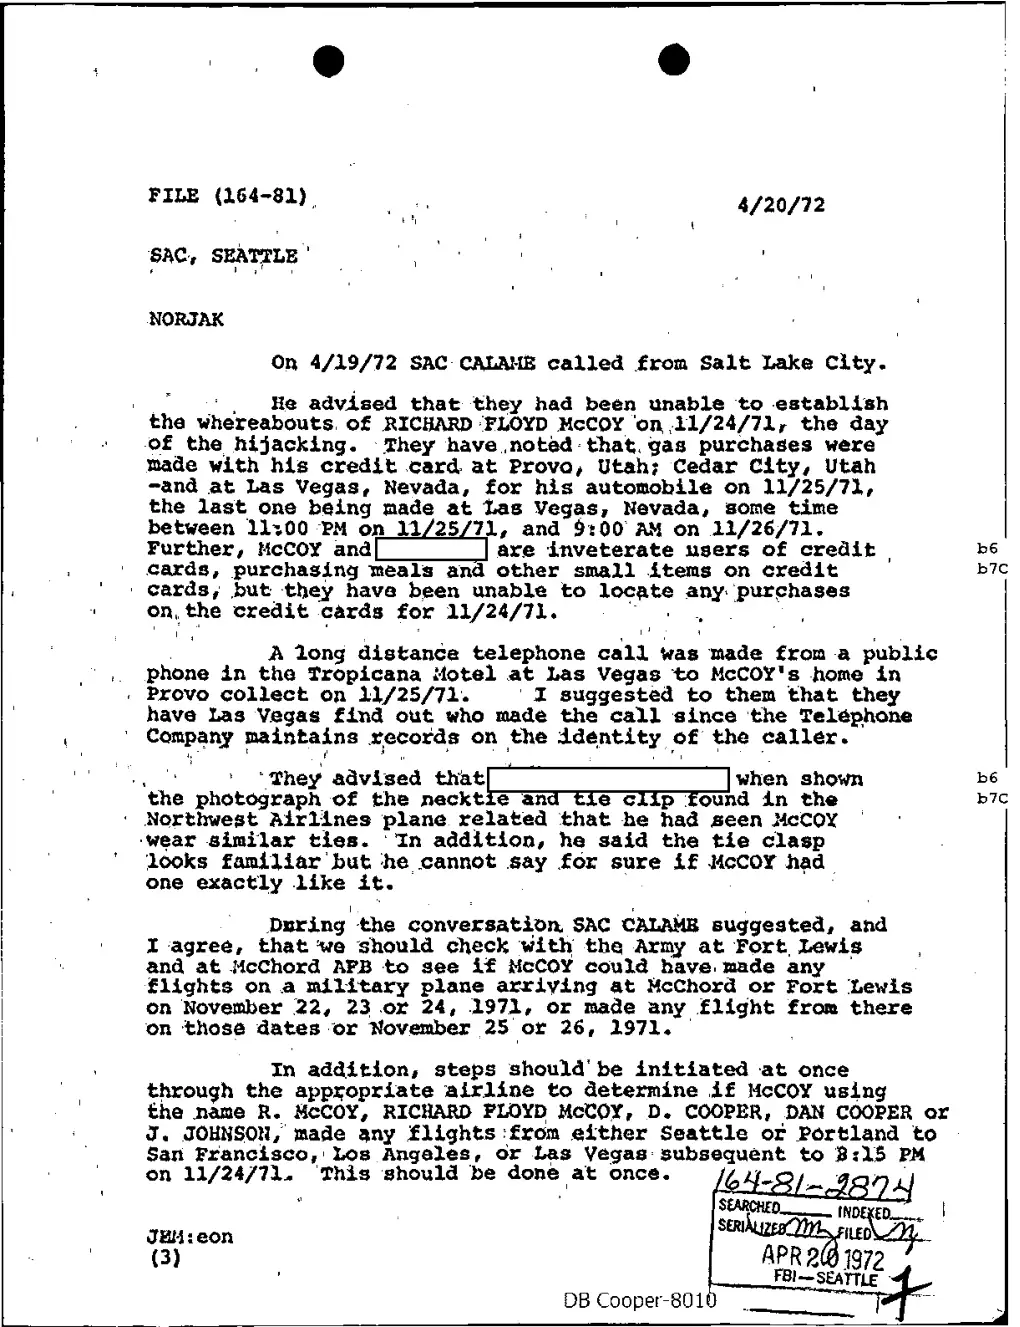 FILE (164-81)
4/20/72
SAC, SEATTLE
NORJAK
On 4/19/72 SAC CALAME called from Salt Lake City.
He advised that they had been unable to establish
the whereabouts of RICHARD FLOYD McCOY on 11/24/71, the day
of the hijacking. They have noted that gas purchases were
made with his credit card at Provo, Utah; Cedar City, Utah
-and at Las Vegas, Nevada, for his automobile on 11/25/71,
the last one being made at Las Vegas, Nevada, some time
between 11:00 PM on 11/25/71, and 9:00 AM on 11/26/71.
Further, McCOY and are inveterate users of credit
b6
cards, purchasing meals and other small items on credit
b7C
cards, but they have been unable to locate any purchases
on the credit cards for 11/24/71.
A long distance telephone call was made from a public
phone in the Tropicana Motel at Las Vegas to McCOY's home in
Provo collect on 11/25/71. I suggested to them that they
have Las Vegas find out who made the call since the Telephone
Company maintains records on the identity of the caller.
They advised that when shown
b6
the photograph of the necktie and tie clip found in the
b7C
Northwest Airlines plane related that he had seen McCOY
wear similar ties. In addition, he said the tie clasp
looks familiar but he cannot say for sure if McCOY had
one exactly like it.
During the conversation SAC CALAME suggested, and
I agree, that we should check with the Army at Fort Lewis
and at McChord AFB to see if McCOY could have made any
flights on a military plane arriving at McChord or Fort Lewis
on November 22, 23 or 24, 1971, or made any flight from there
on those dates or November 25 or 26, 1971.
In addition, steps should be initiated at once
through the appropriate airline to determine if McCOY using
the name R. McCOY, RICHARD FLOYD McCOY, D. COOPER, DAN COOPER or
J. JOHNSON, made any flights from either Seattle or Portland to
San Francisco, Los Angeles, or Las Vegas subsequent to 8:15 PM
on 11/24/71. This should be done at once.
164-81-2874
SEARCHED INDEXED
SERIALIZED FILED
APR 20 1972
FBI-SEATTLE
JEM:eon
(3)
DB Cooper-8010